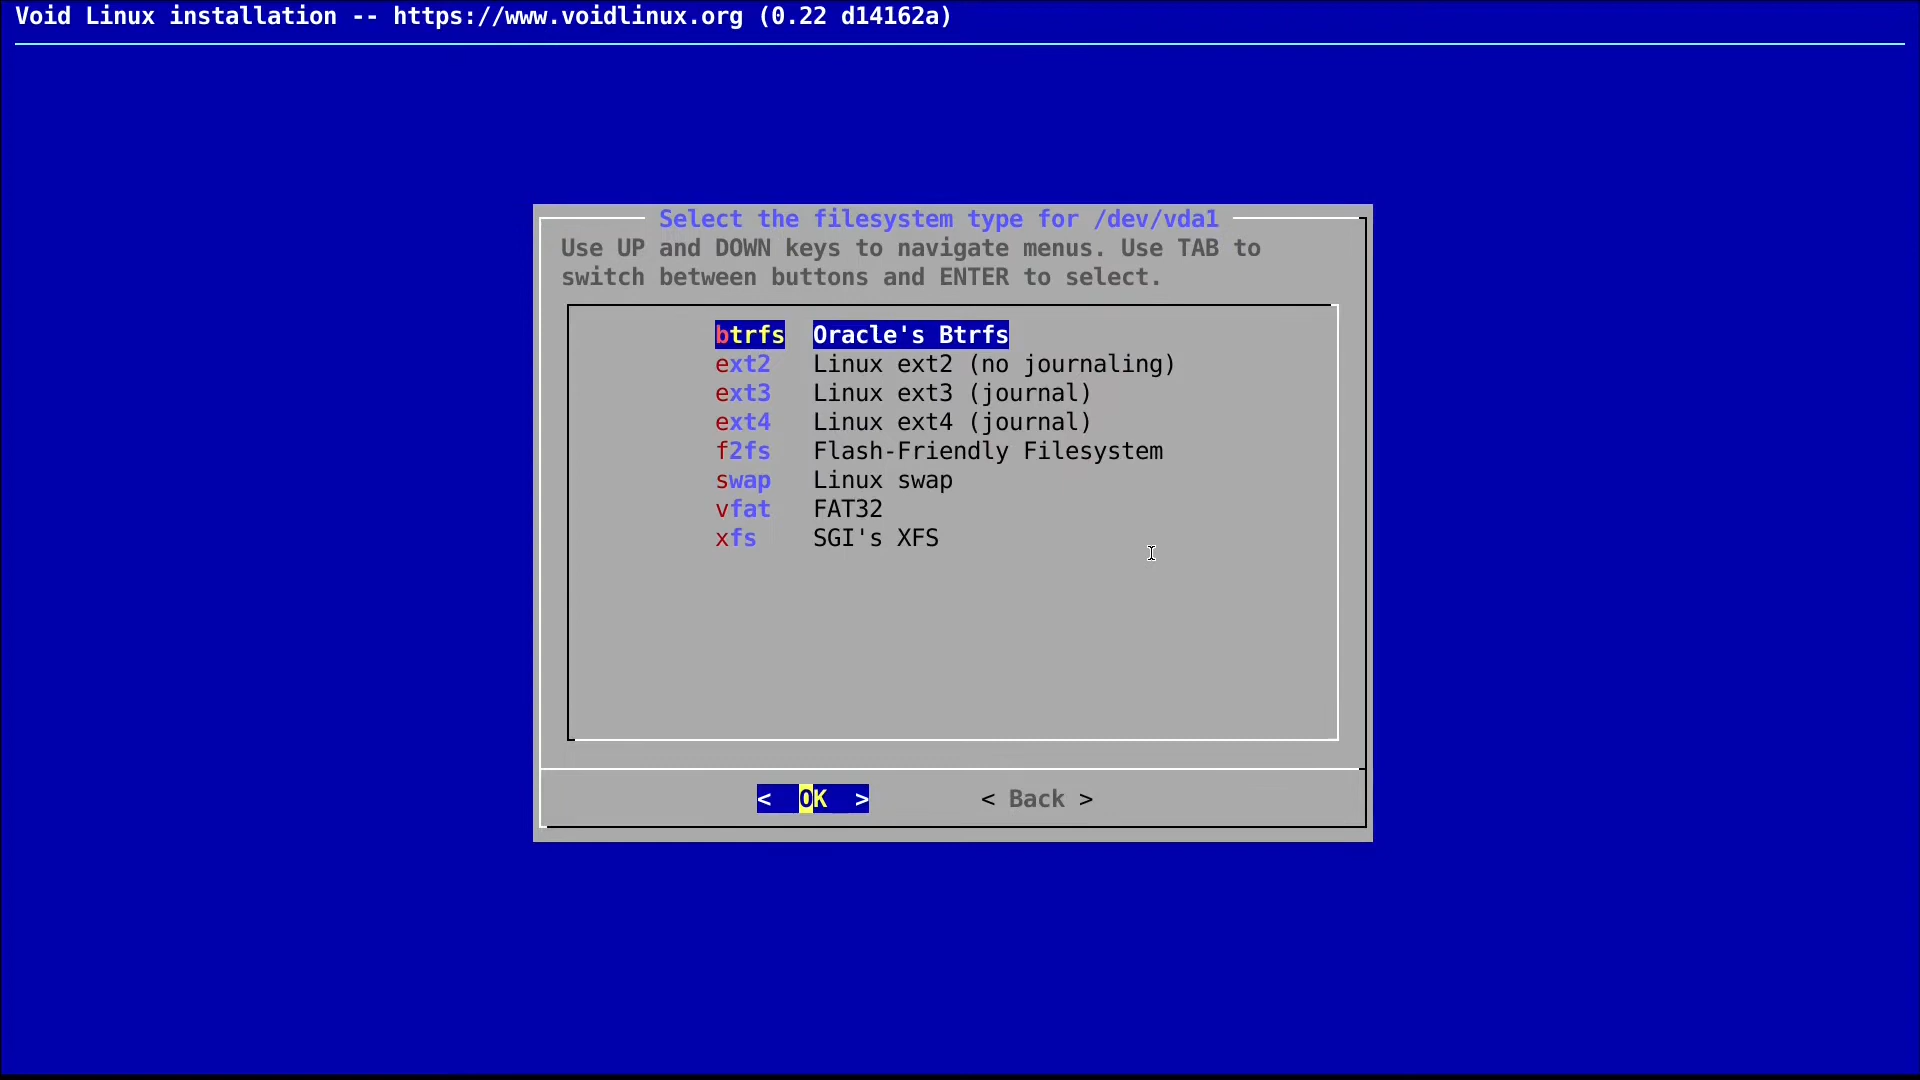 Void Linux installation -- https://www.voidlinux.org (0.22 d14162a)
Select the filesystem type for /dev/vda1
Use UP and DOWN keys to navigate menus. Use TAB to
switch between buttons and ENTER to select.
btrfs Oracle's Btrfs
ext2 Linux ext2 (no journaling)
ext3 Linux ext3 (journal)
ext4 Linux ext4 (journal)
f2fs Flash-Friendly Filesystem
swap Linux swap
vfat FAT32
xfs SGI's XFS
< OK > < Back >